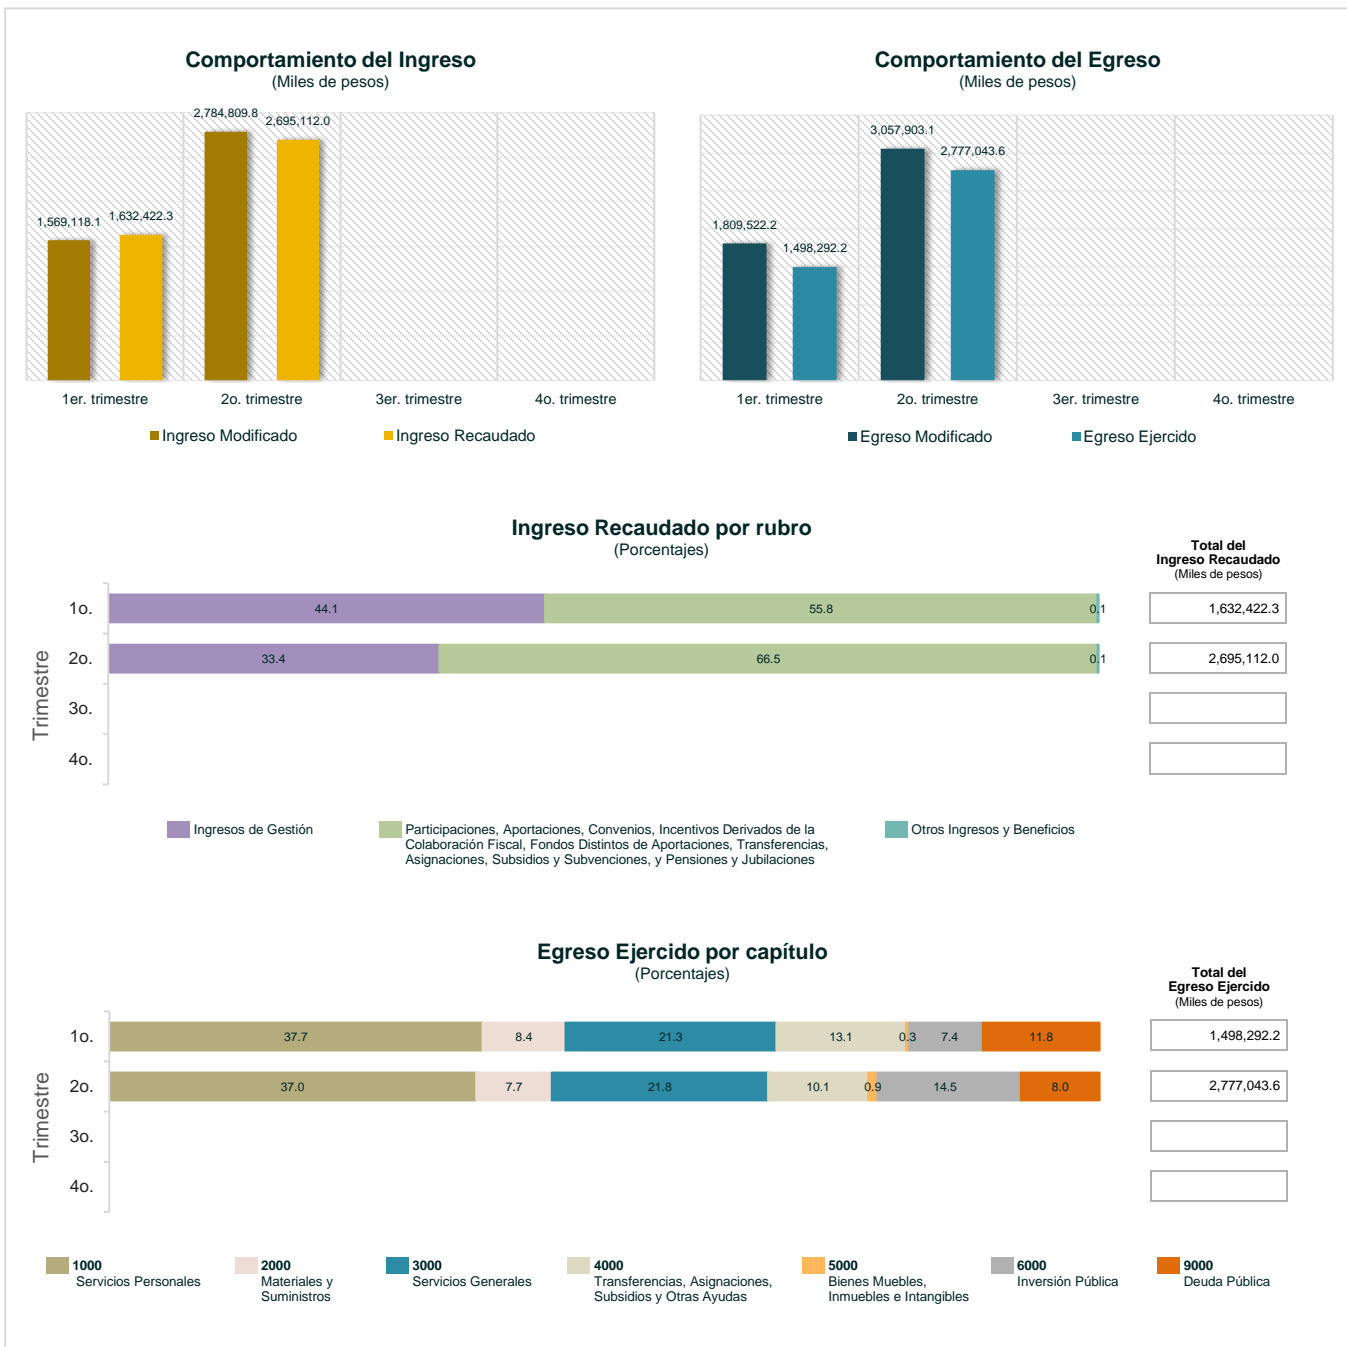 Comportamiento del Ingreso
(Miles de pesos)
2,784,809.8
2,695,112.0
1,569,118.1
1,632,422.3
1er. trimestre
2o. trimestre
3er. trimestre
4o. trimestre
Ingreso Modificado
Ingreso Recaudado
Comportamiento del Egreso
(Miles de pesos)
3,057,903.1
2,777,043.6
1,809,522.2
1,498,292.2
1er. trimestre
2o. trimestre
3er. trimestre
4o. trimestre
Egreso Modificado
Egreso Ejercido
Ingreso Recaudado por rubro
(Porcentajes)
Total del
Ingreso Recaudado
(Miles de pesos)
Trimestre
1o.
44.1
55.8
0.1
1,632,422.3
2o.
33.4
66.5
0.1
2,695,112.0
3o.
4o.
Ingresos de Gestión
Participaciones, Aportaciones, Convenios, Incentivos Derivados de la
Colaboración Fiscal, Fondos Distintos de Aportaciones, Transferencias,
Asignaciones, Subsidios y Subvenciones, y Pensiones y Jubilaciones
Otros Ingresos y Beneficios
Egreso Ejercido por capítulo
(Porcentajes)
Total del
Egreso Ejercido
(Miles de pesos)
Trimestre
1o.
37.7
8.4
21.3
13.1
0.3
7.4
11.8
1,498,292.2
2o.
37.0
7.7
21.8
10.1
0.9
14.5
8.0
2,777,043.6
3o.
4o.
1000
Servicios Personales
2000
Materiales y
Suministros
3000
Servicios Generales
4000
Transferencias, Asignaciones,
Subsidios y Otras Ayudas
5000
Bienes Muebles,
Inmuebles e Intangibles
6000
Inversión Pública
9000
Deuda Pública